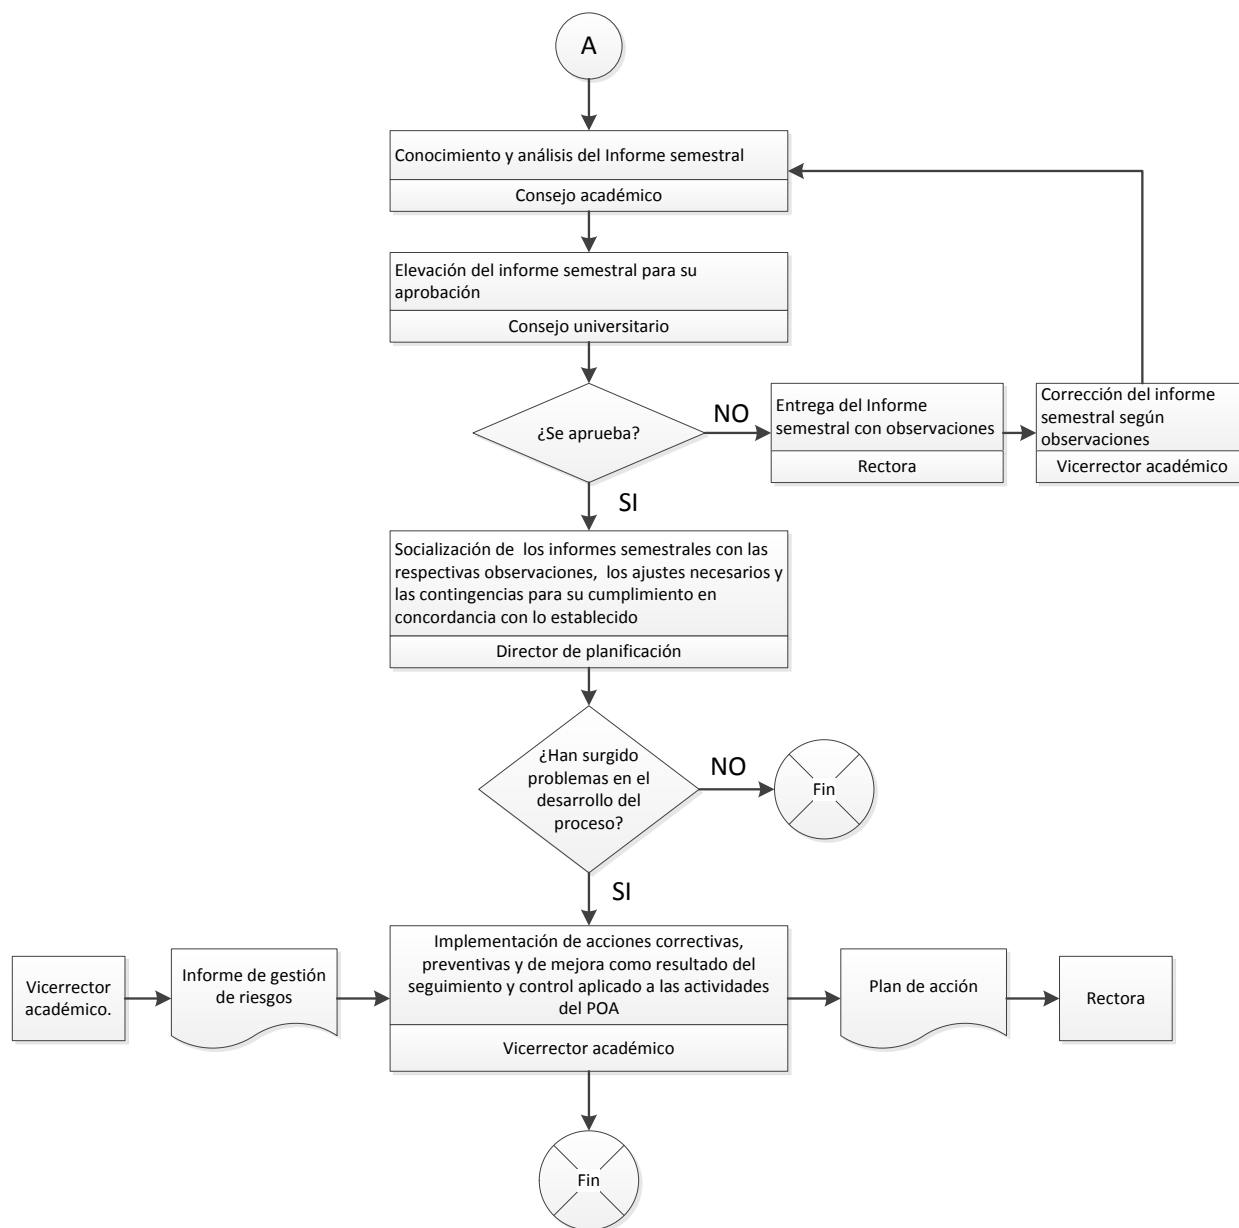 A
Conocimiento y análisis del Informe semestral
Consejo académico
Elevación del informe semestral para su
aprobación
Consejo universitario
¿Se aprueba?
NO
Entrega del Informe
semestral con observaciones
Rectora
Corrección del informe
semestral según
observaciones
Vicerrector académico
SI
Socialización de  los informes semestrales con las
respectivas observaciones,  los ajustes necesarios y
las contingencias para su cumplimiento en
concordancia con lo establecido
Director de planificación
¿Han surgido
problemas en el
desarrollo del
proceso?
NO
Fin
SI
Vicerrector
académico.
Informe de gestión
de riesgos
Implementación de acciones correctivas,
preventivas y de mejora como resultado del
seguimiento y control aplicado a las actividades
del POA
Vicerrector académico
Plan de acción
Rectora
Fin